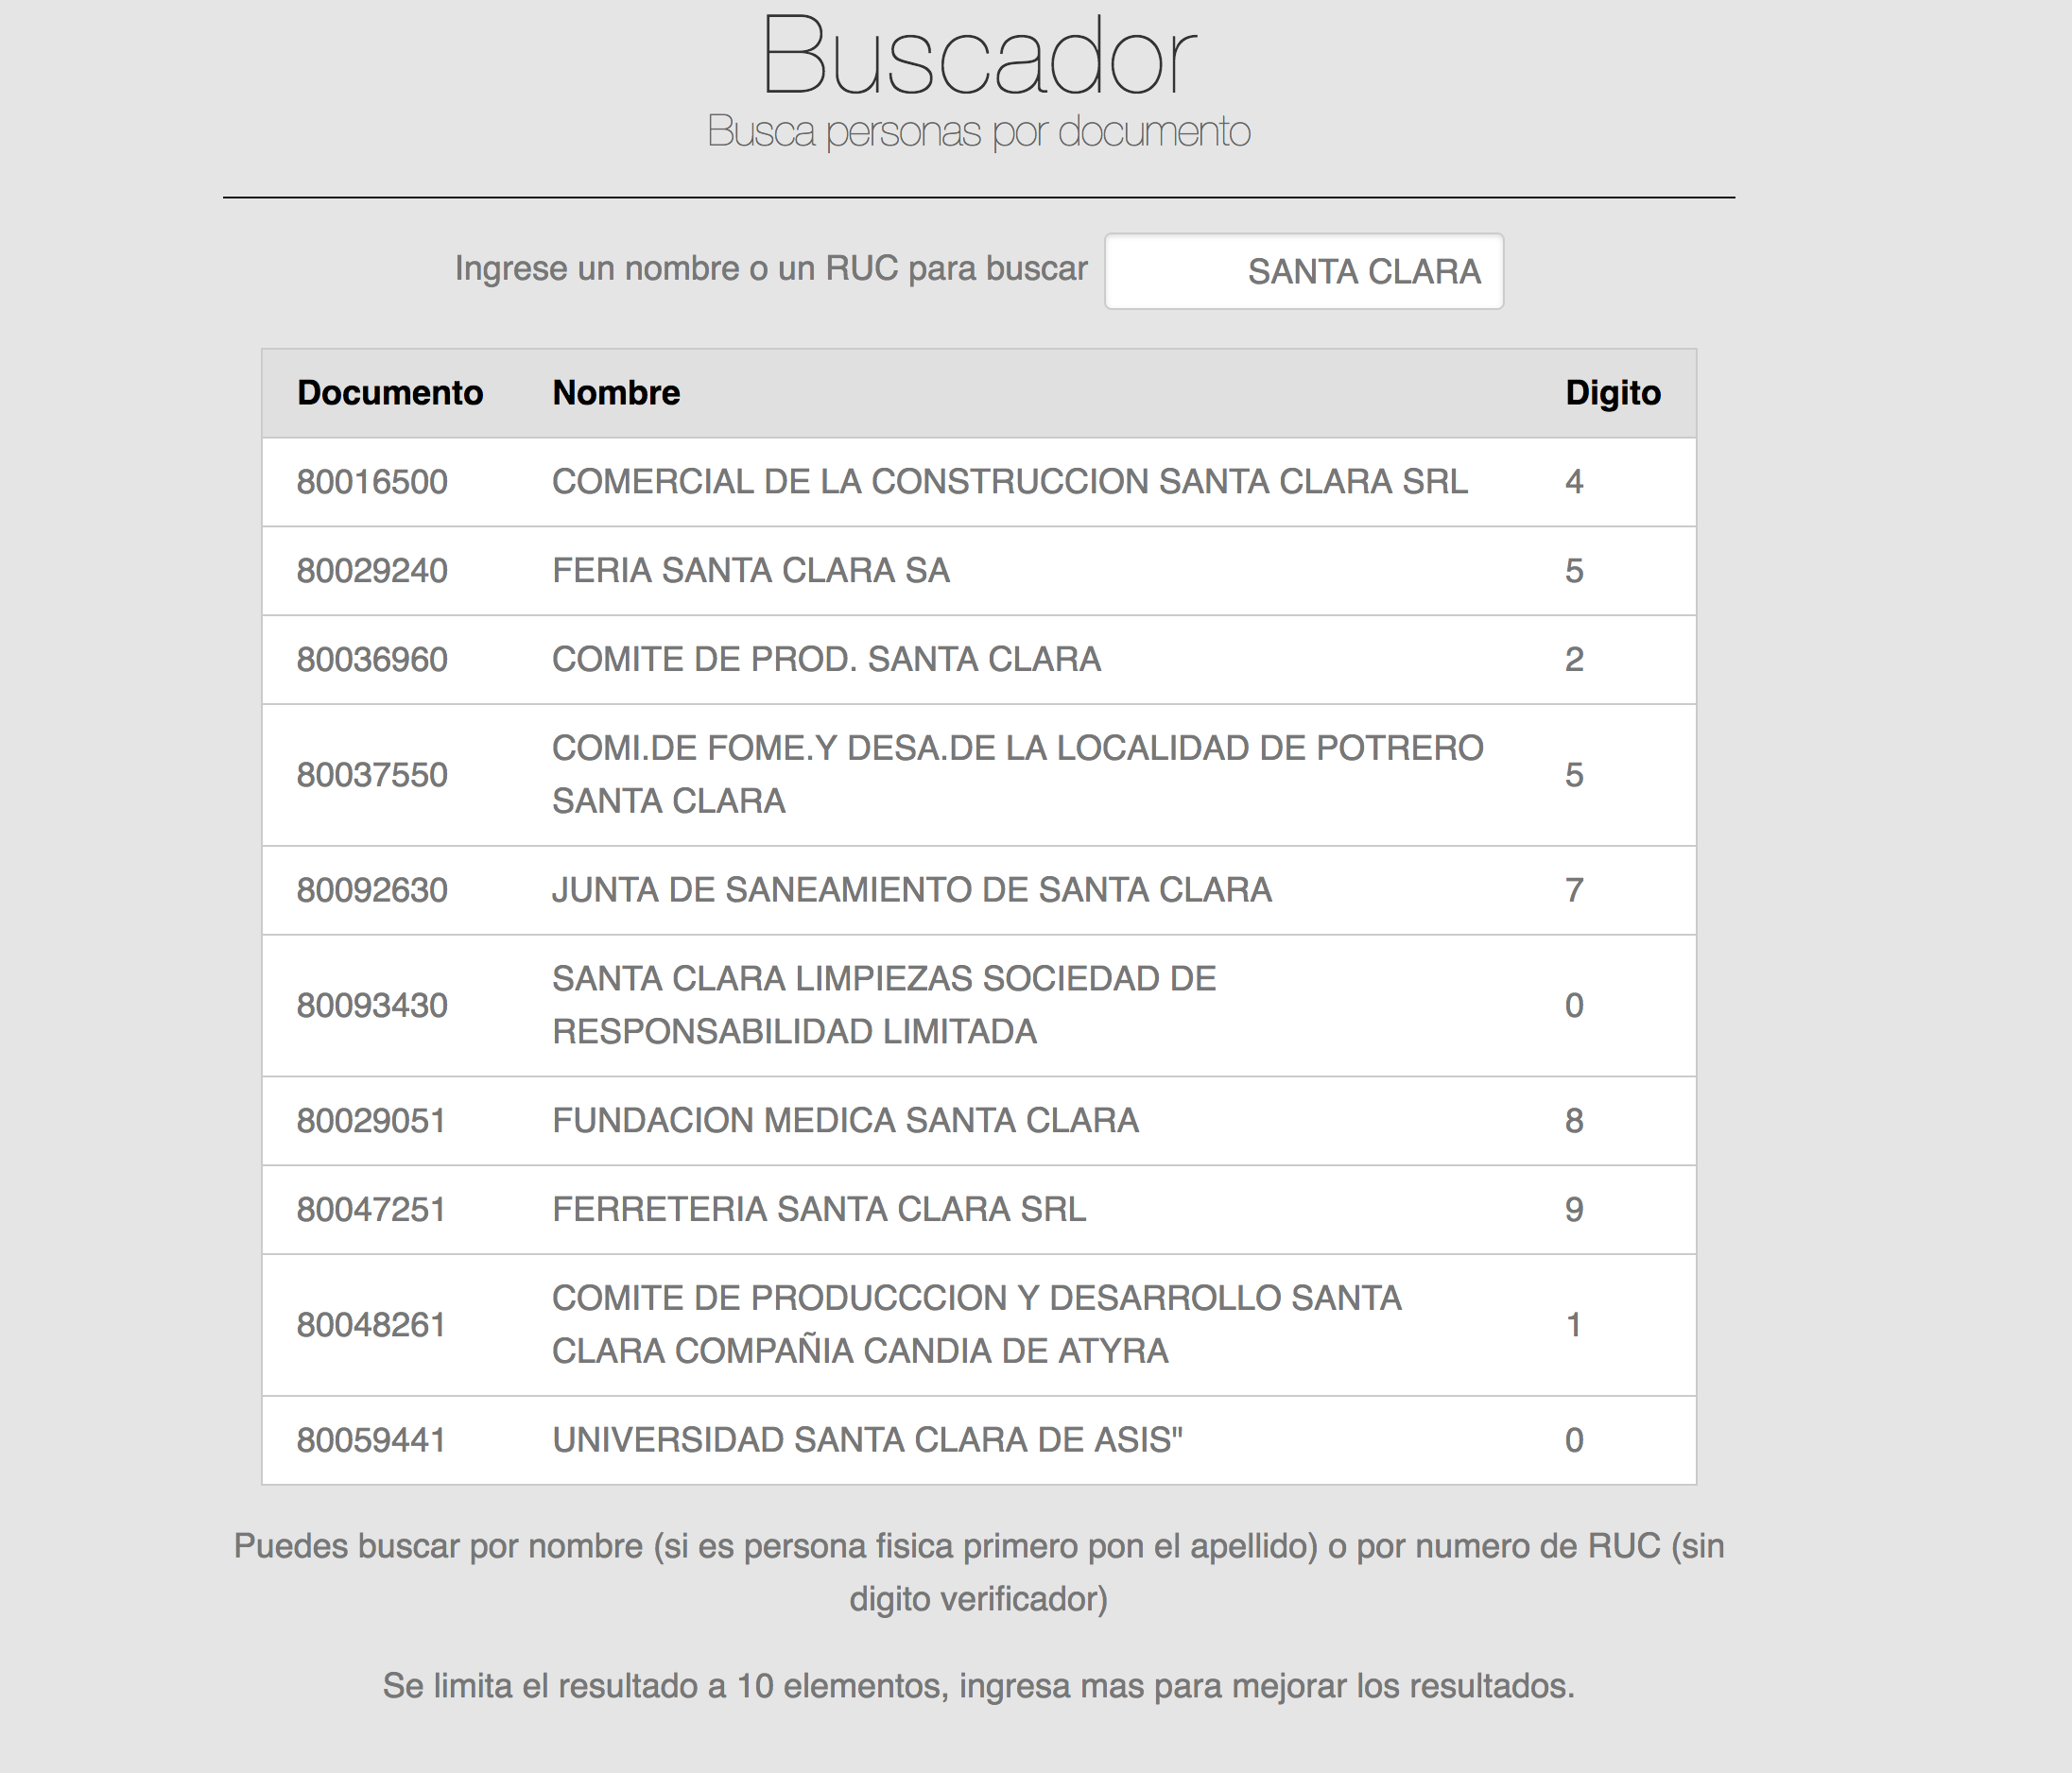 Buscador
Busca personas por documento
Ingrese un nombre o un RUC para buscar SANTA CLARA
Documento Nombre Digito
80016500 COMERCIAL DE LA CONSTRUCCION SANTA CLARA SRL 4
80029240 FERIA SANTA CLARA SA 5
80036960 COMITE DE PROD. SANTA CLARA 2
80037550 COMI.DE FOME.Y DESA.DE LA LOCALIDAD DE POTRERO 5
SANTA CLARA
80092630 JUNTA DE SANEAMIENTO DE SANTA CLARA 7
80093430 SANTA CLARA LIMPIEZAS SOCIEDAD DE 0
RESPONSABILIDAD LIMITADA
80029051 FUNDACION MEDICA SANTA CLARA 8
80047251 FERRETERIA SANTA CLARA SRL 9
80048261 COMITE DE PRODUCCCION Y DESARROLLO SANTA 1
CLARA COMPAÑIA CANDIA DE ATYRA
80059441 UNIVERSIDAD SANTA CLARA DE ASIS" 0
Puedes buscar por nombre (si es persona fisica primero pon el apellido) o por numero de RUC (sin
digito verificador)
Se limita el resultado a 10 elementos, ingresa mas para mejorar los resultados.